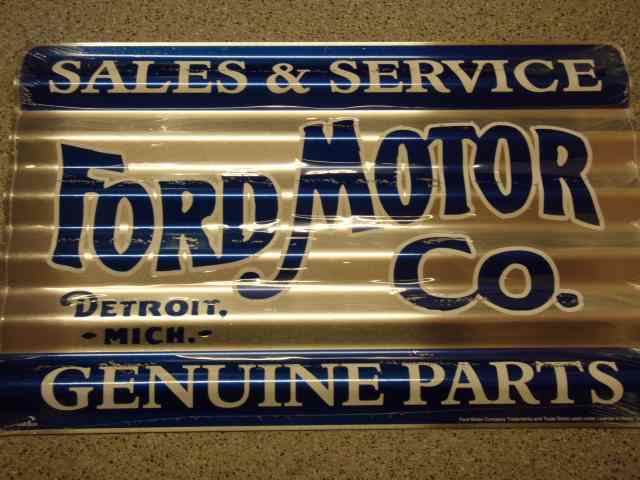 SALES & SERVICE
FORD MOTOR
CO.
DETROIT,
-MICH.-
GENUINE PARTS